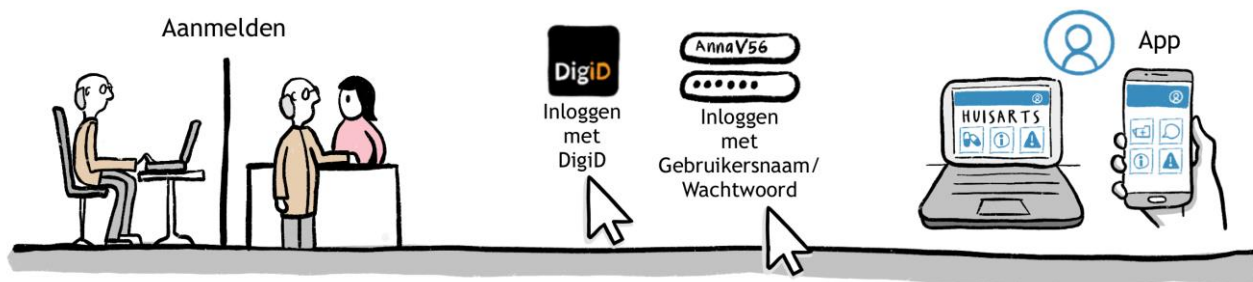 Aanmelden
DigiD
Inloggen
met
DigiD
AnnaV56
Inloggen
met
Gebruikersnaam/
Wachtwoord
HUISARTS
App